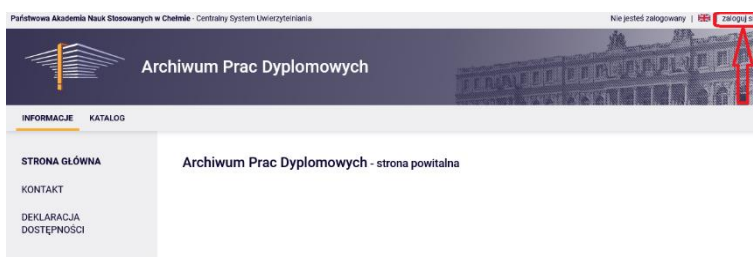 Państwowa Akademia Nauk Stosowanych w Chełmie - Centralny System Uwierzytelniania
Nie jesteś zalogowany | zaloguj s
Archiwum Prac Dyplomowych
INFORMACJE KATALOG
STRONA GŁÓWNA
Archiwum Prac Dyplomowych - strona powitalna
KONTAKT
DEKLARACJA
DOSTĘPNOŚCI